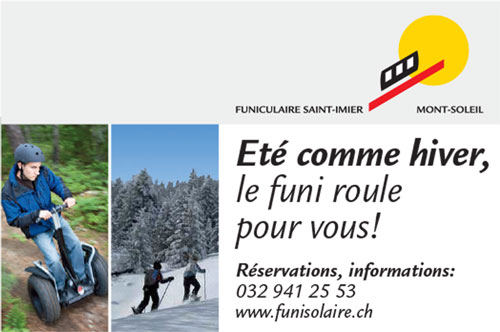 FUNICULAIRE SAINT-IMIER MONT-SOLEIL
Eté comme hiver,
le funi roule
pour vous!
Réservations, informations:
032 941 25 53
www.funisolaire.ch